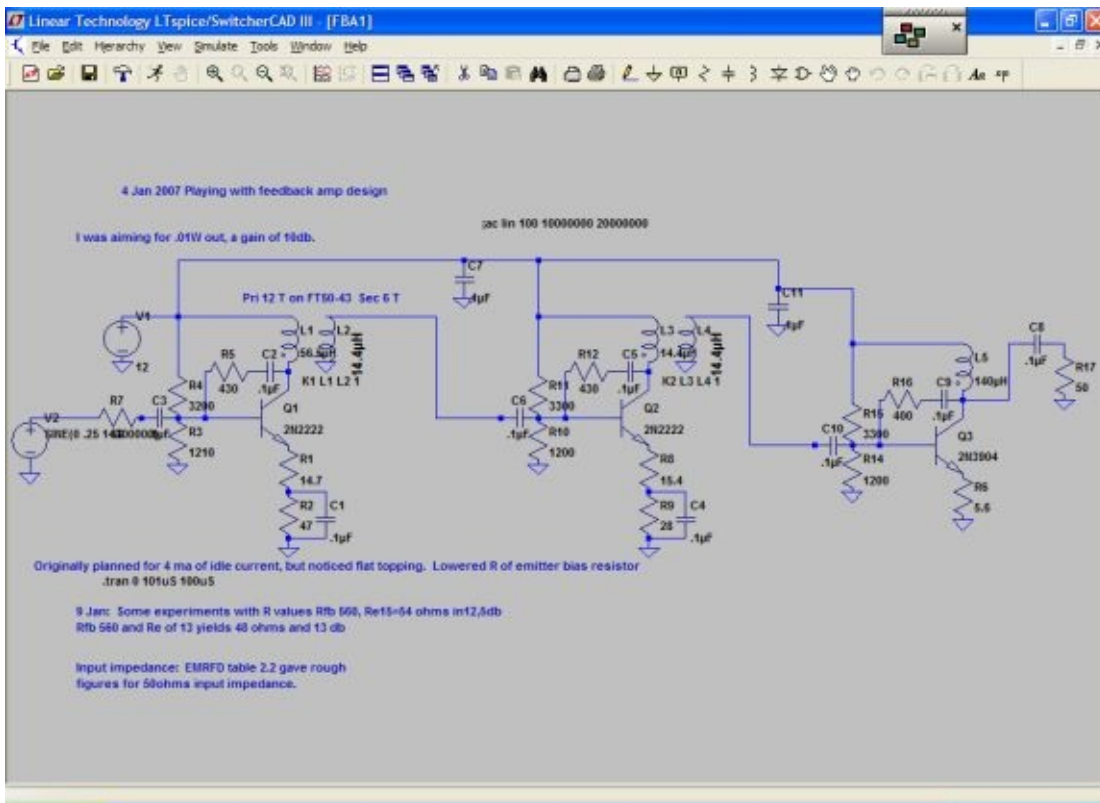 Linear Technology LTspice/SwitcherCAD III - [FBA1]
File Edit Hierarchy View Simulate Tools Window Help
4 Jan 2007 Playing with feedback amp design
;ac lin 100 10000000 20000000
I was aiming for .01W out, a gain of 10db.
C7
.1µF
C11
.1µF
Pri 12 T on FT50-43 Sec 6 T
V1
12
L1
L2
14.4µH
K1 L1 L2 1
R5
430
C2
.1µF
R4
3200
R7
C3
V2
R3
1210
Q1
2N2222
R1
14.7
R2
47
C1
.1µF
L3
14.4µH
L4
14.4µH
K2 L3 L4 1
R12
430
C5
.1µF
R11
3300
C6
.1µF
R10
1200
Q2
2N2222
R8
15.4
R9
28
C4
.1µF
C8
.1µF
R17
50
L5
140µH
R16
400
C9
.1µF
R15
3300
C10
.1µF
R14
1200
Q3
2N3904
R6
5.6
Originally planned for 4 ma of idle current, but noticed flat topping. Lowered R of emitter bias resistor
.tran 0 101uS 100uS
9 Jan: Some experiments with R values Rfb 560, Re15=54 ohms in12,5db
Rfb 560 and Re of 13 yields 48 ohms and 13 db
Input impedance: EMRFD table 2.2 gave rough
figures for 50ohms input impedance.